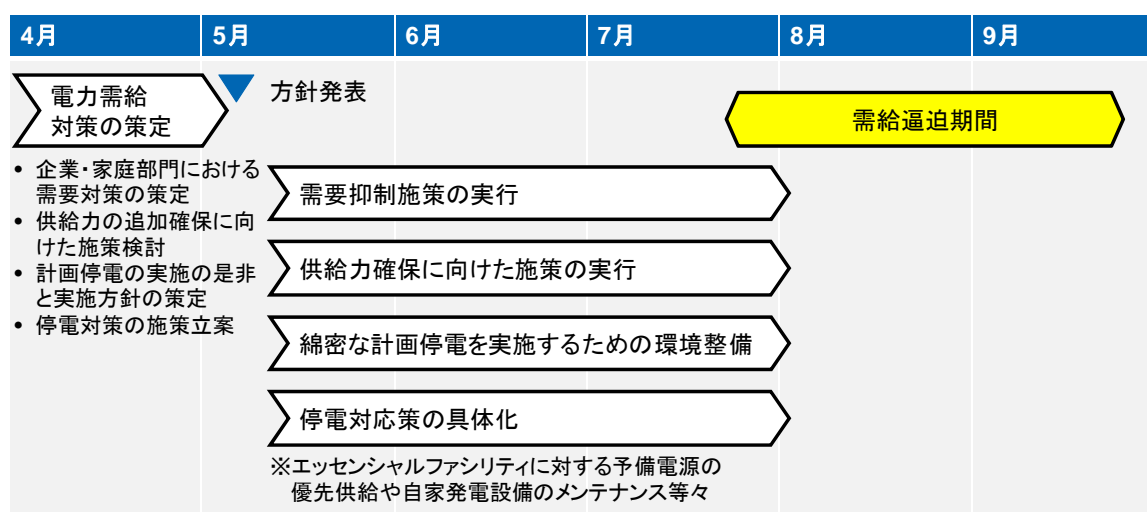 4月 5月 6月 7月 8月 9月
電力需給
対策の策定
方針発表
需給逼迫期間
• 企業・家庭部門における
需要対策の策定
• 供給力の追加確保に向
けた施策検討
• 計画停電の実施の是非
と実施方針の策定
• 停電対策の施策立案
需要抑制施策の実行
供給力確保に向けた施策の実行
綿密な計画停電を実施するための環境整備
停電対応策の具体化
※エッセンシャルファシリティに対する予備電源の
優先供給や自家発電設備のメンテナンス等々